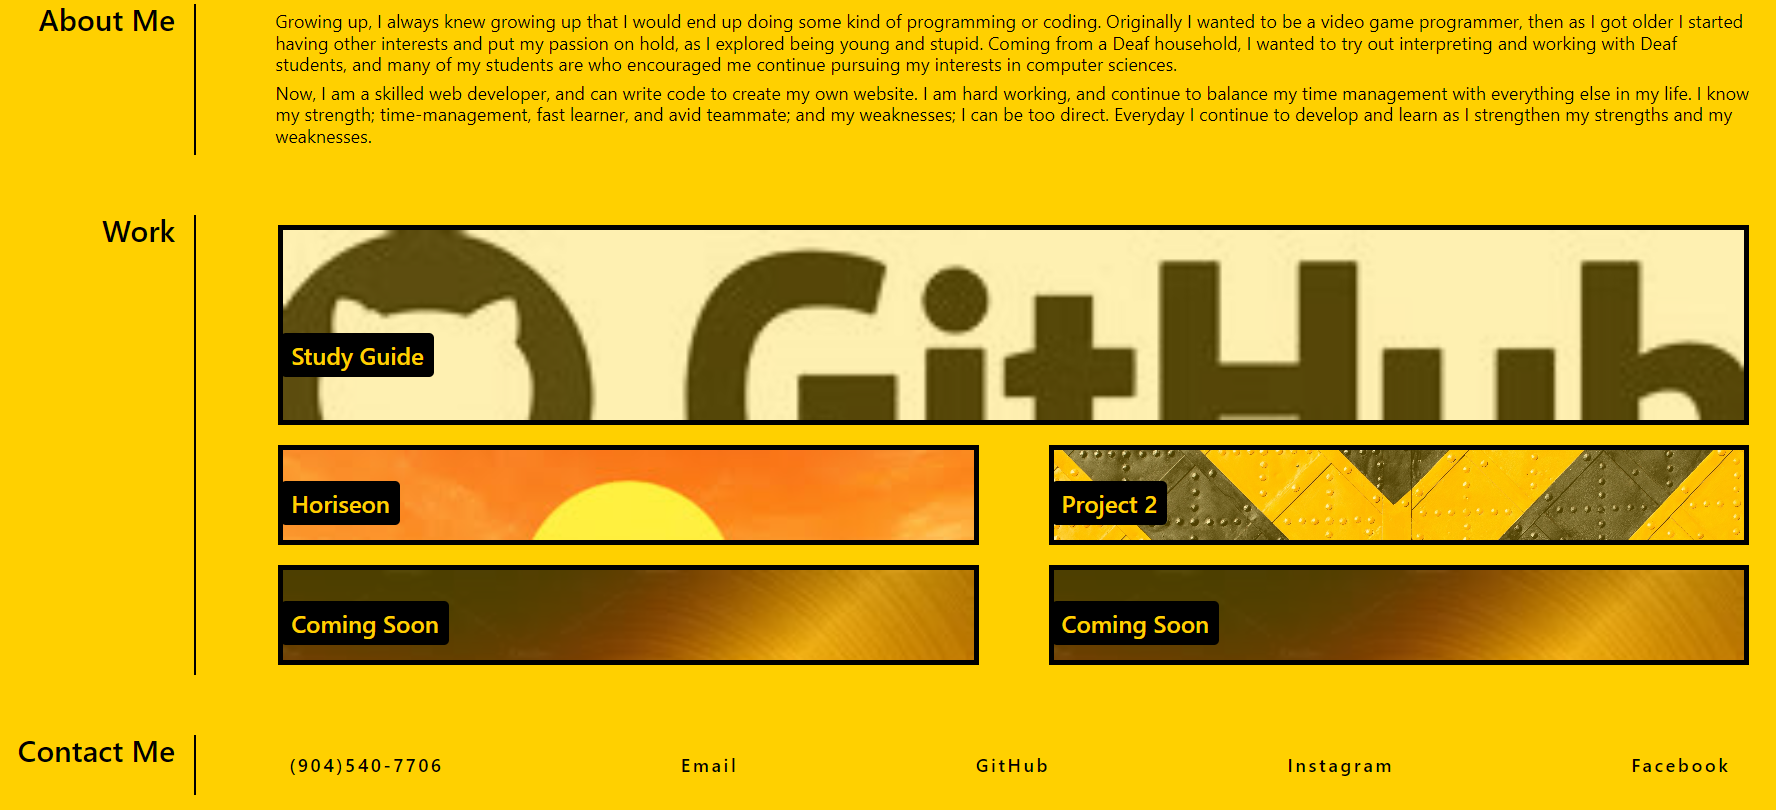 About Me
Growing up, I always knew growing up that I would end up doing some kind of programming or coding. Originally I wanted to be a video game programmer, then as I got older I started
having other interests and put my passion on hold, as I explored being young and stupid. Coming from a Deaf household, I wanted to try out interpreting and working with Deaf
students, and many of my students are who encouraged me continue pursuing my interests in computer sciences.
Now, I am a skilled web developer, and can write code to create my own website. I am hard working, and continue to balance my time management with everything else in my life. I know
my strength; time-management, fast learner, and avid teammate; and my weaknesses; I can be too direct. Everyday I continue to develop and learn as I strengthen my strengths and my
weaknesses.
Work
GitHub
Study Guide
Horiseon
Project 2
Coming Soon
Coming Soon
Contact Me
(904)540-7706
Email
GitHub
Instagram
Facebook